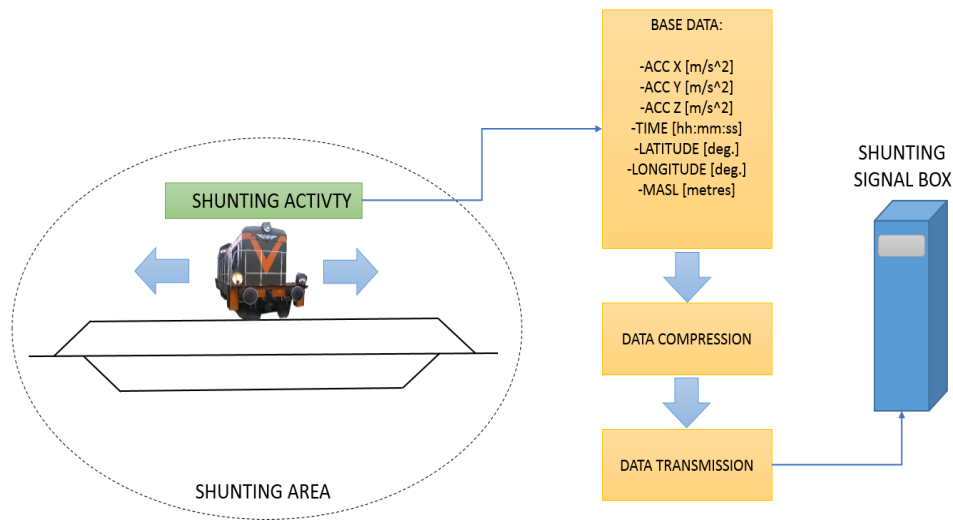 BASE DATA:
-ACC X [m/s^2]
-ACC Y [m/s^2]
-ACC Z [m/s^2]
-TIME [hh:mm:ss]
-LATITUDE [deg.]
-LONGITUDE [deg.]
-MASL [metres]
SHUNTING ACTIVTY
DATA COMPRESSION
DATA TRANSMISSION
SHUNTING
SIGNAL BOX
SHUNTING AREA